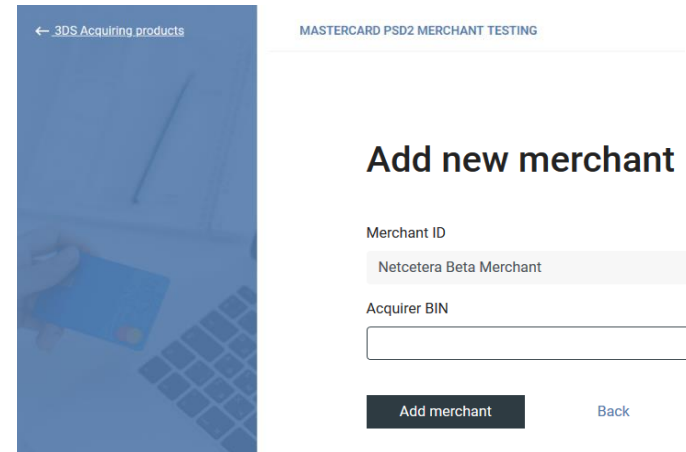 ← 3DS Acquiring products
MASTERCARD PSD2 MERCHANT TESTING
Add new merchant
Merchant ID
Netcetera Beta Merchant
Acquirer BIN
Add merchant
Back